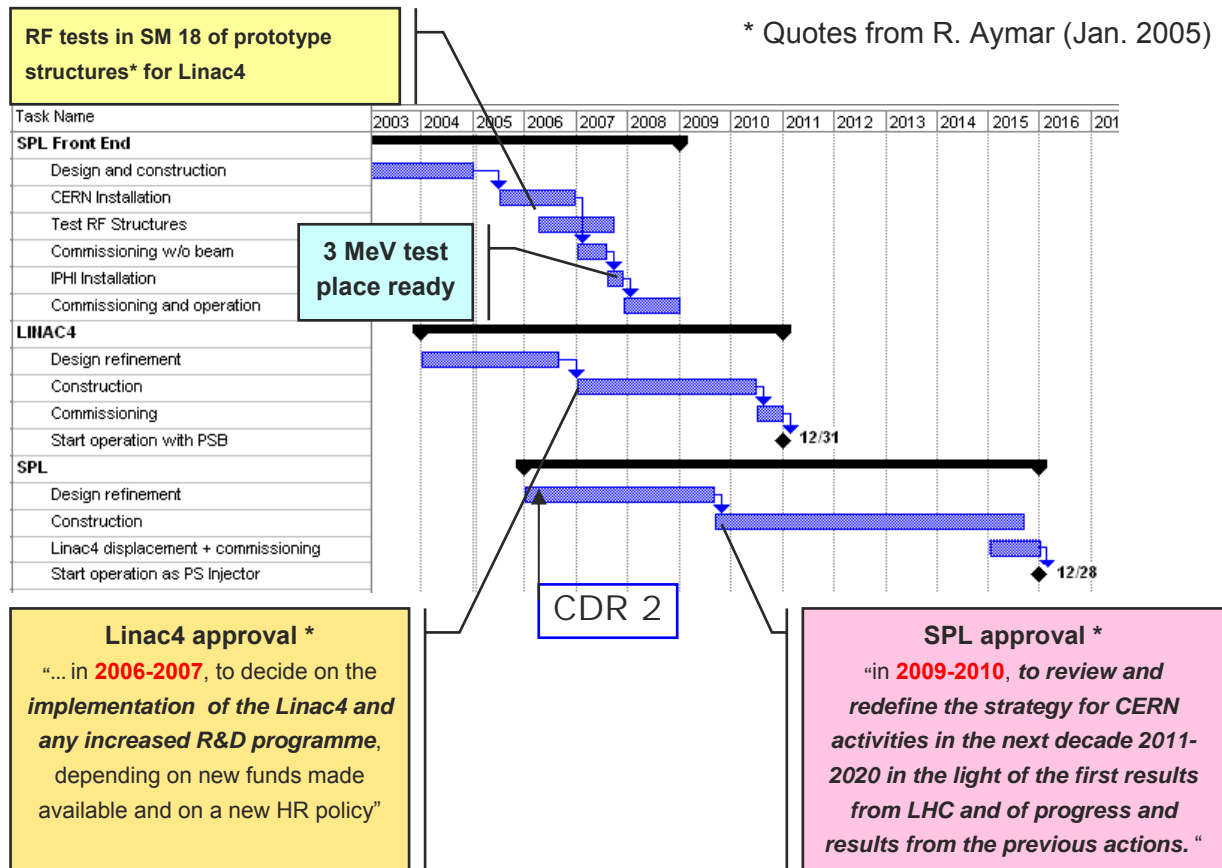 RF tests in SM 18 of prototype
structures* for Linac4
* Quotes from R. Aymar (Jan. 2005)
Task Name
2003 2004 2005 2006 2007 2008 2009 2010 2011 2012 2013 2014 2015 2016 201
SPL Front End
Design and construction
CERN Installation
Test RF Structures
Commissioning w/o beam
IPHI Installation
Commissioning and operation
3 MeV test
place ready
LINAC4
Design refinement
Construction
Commissioning
Start operation with PSB
12/31
SPL
Design refinement
Construction
Linac4 displacement + commissioning
Start operation as PS Injector
12/28
CDR 2
Linac4 approval *
“... in 2006-2007, to decide on the
implementation of the Linac4 and
any increased R&D programme,
depending on new funds made
available and on a new HR policy”
SPL approval *
“in 2009-2010, to review and
redefine the strategy for CERN
activities in the next decade 2011-
2020 in the light of the first results
from LHC and of progress and
results from the previous actions. “